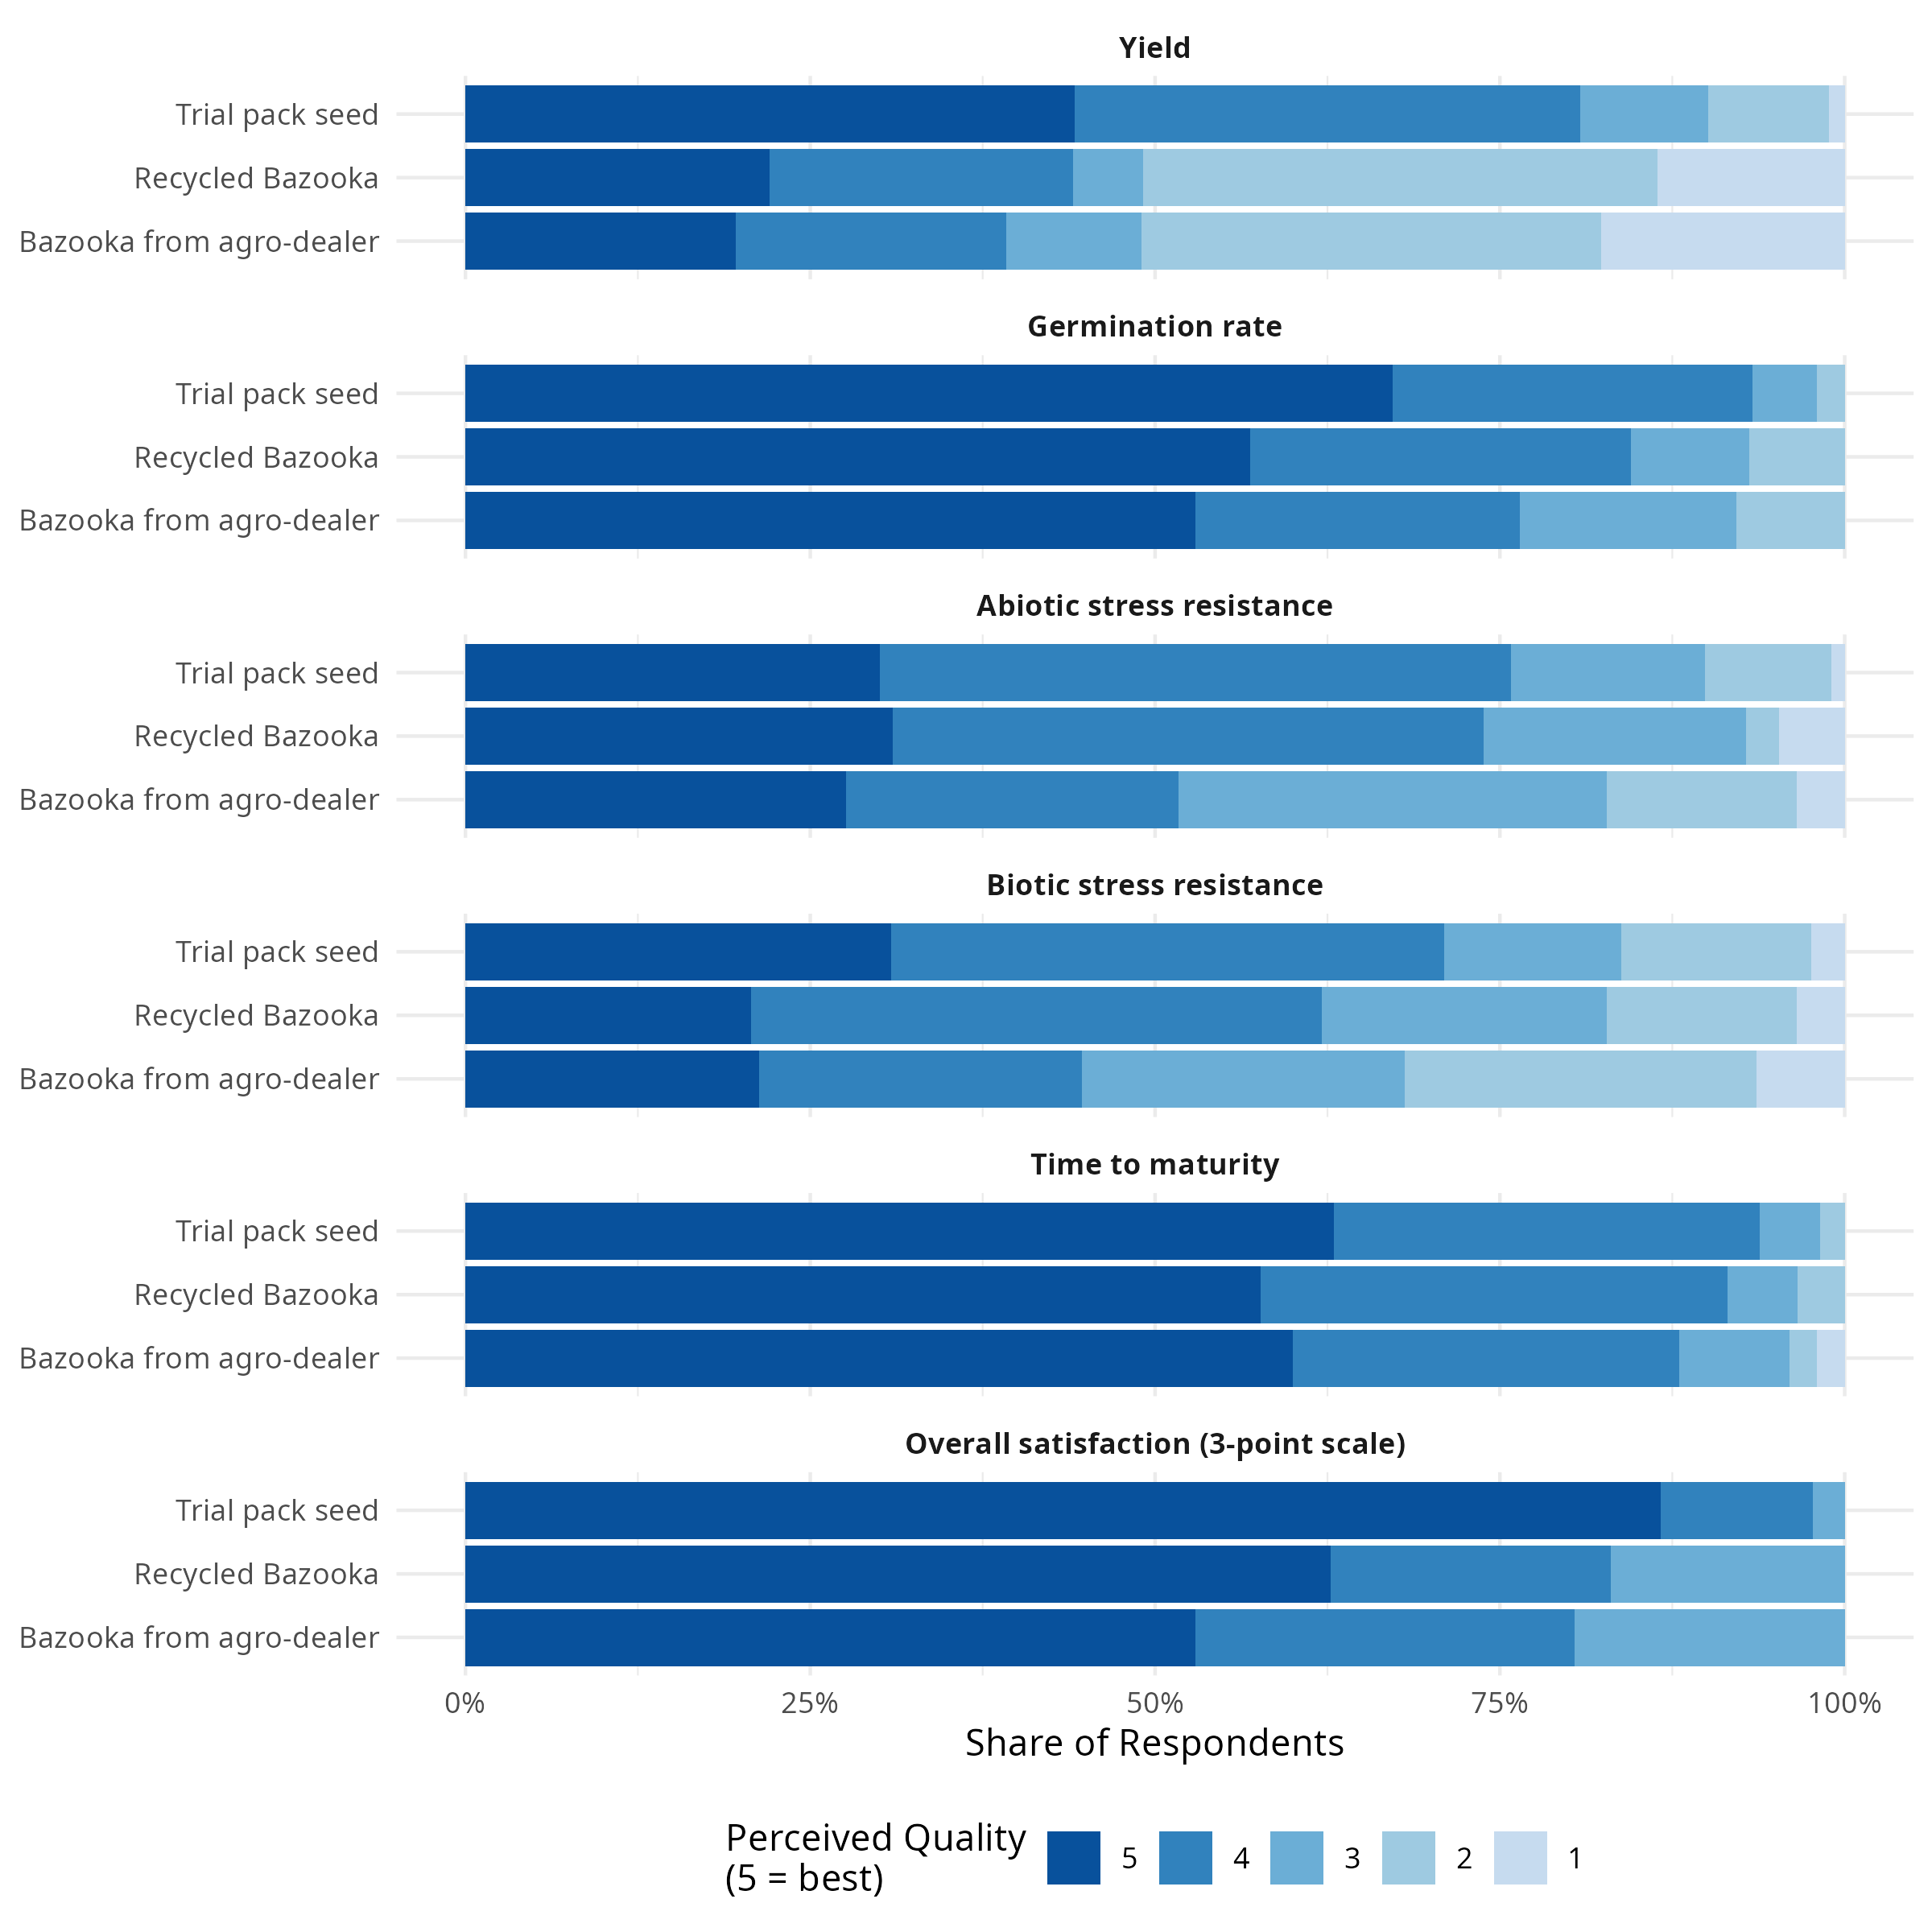 Yield
Trial pack seed
Recycled Bazooka
Bazooka from agro-dealer
Germination rate
Trial pack seed
Recycled Bazooka
Bazooka from agro-dealer
Abiotic stress resistance
Trial pack seed
Recycled Bazooka
Bazooka from agro-dealer
Biotic stress resistance
Trial pack seed
Recycled Bazooka
Bazooka from agro-dealer
Time to maturity
Trial pack seed
Recycled Bazooka
Bazooka from agro-dealer
Overall satisfaction (3-point scale)
Trial pack seed
Recycled Bazooka
Bazooka from agro-dealer
0% 25% 50% 75% 100%
Share of Respondents
Perceived Quality
(5 = best)
5 4 3 2 1